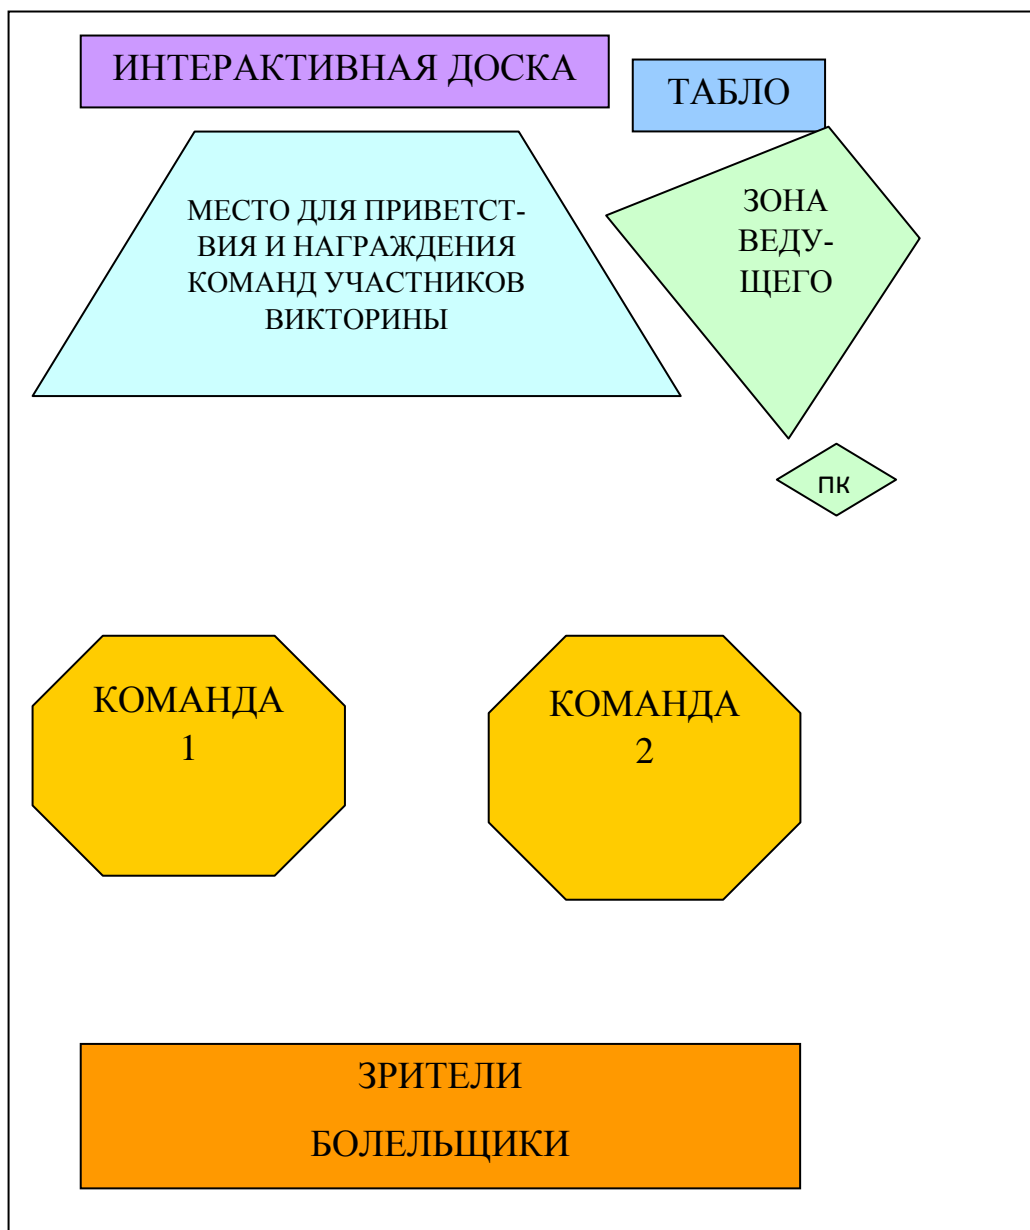 ИНТЕРАКТИВНАЯ ДОСКА
ТАБЛО
МЕСТО ДЛЯ ПРИВЕТСТ-
ВИЯ И НАГРАЖДЕНИЯ
КОМАНД УЧАСТНИКОВ
ВИКТОРИНЫ
ЗОНА
ВЕДУ-
ЩЕГО
ПК
КОМАНДА
1
КОМАНДА
2
ЗРИТЕЛИ
БОЛЕЛЬЩИКИ